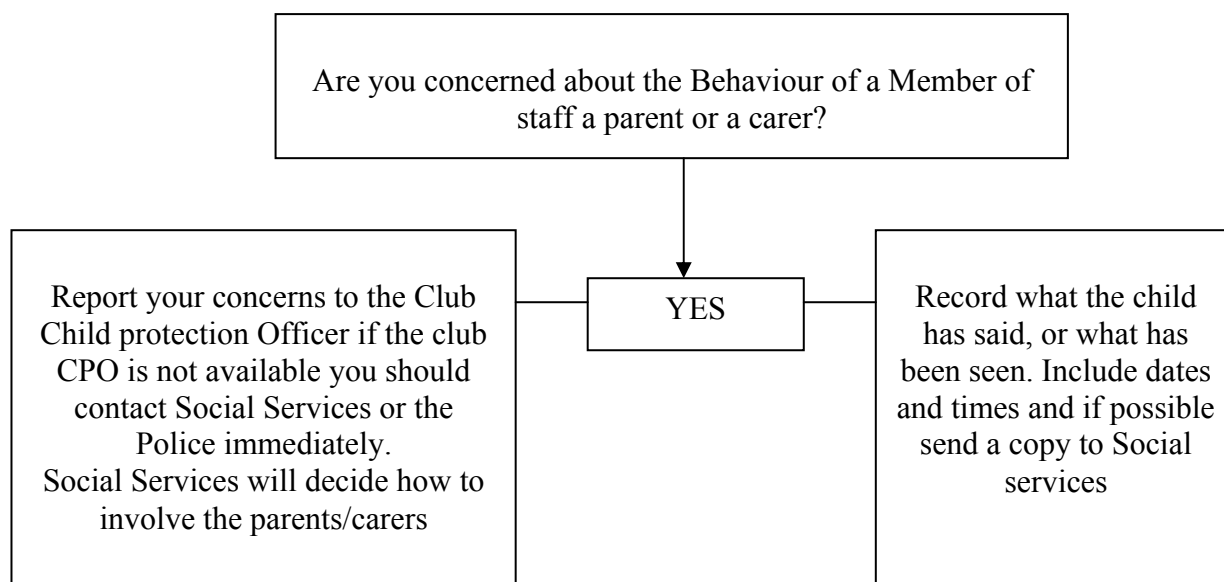 Are you concerned about the Behaviour of a Member of
staff a parent or a carer?
Report your concerns to the Club
Child protection Officer if the club
CPO is not available you should
contact Social Services or the
Police immediately.
Social Services will decide how to
involve the parents/carers
YES
Record what the child
has said, or what has
been seen. Include dates
and times and if possible
send a copy to Social
services